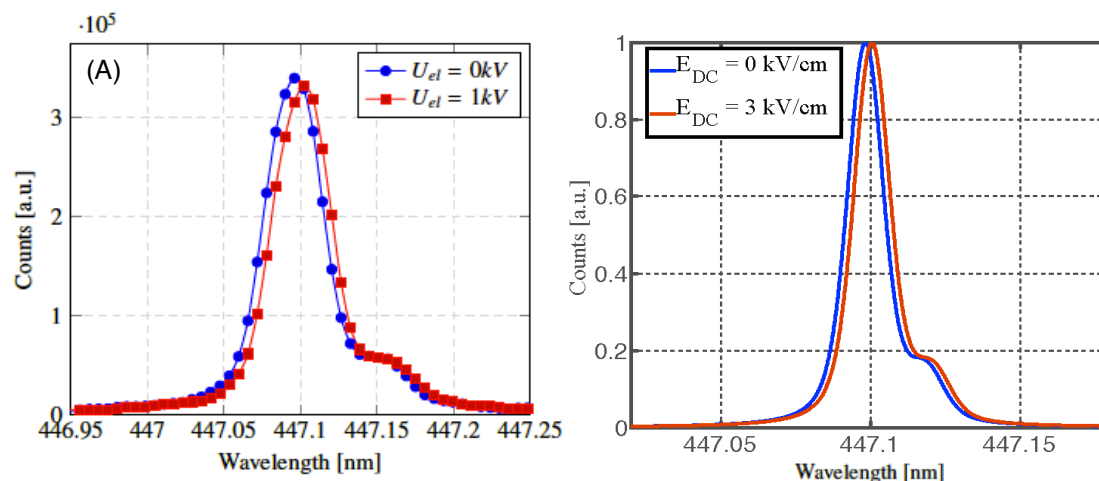 ·10⁵
(A)
U_el = 0kV
U_el = 1kV
3
2
1
0
Counts [a.u.]
446.95 447 447.05 447.1 447.15 447.2 447.25
Wavelength [nm]
E_DC = 0 kV/cm
E_DC = 3 kV/cm
1
0.8
0.6
0.4
0.2
0
Counts [a.u.]
447.05 447.1 447.15
Wavelength [nm]